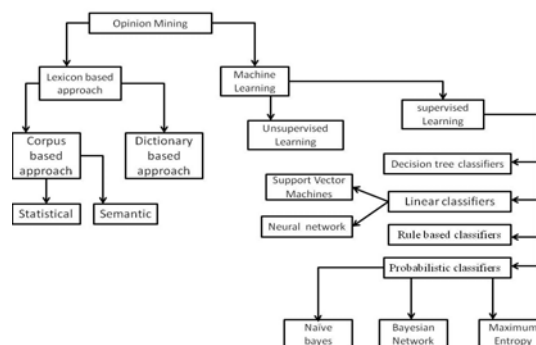 Opinion Mining
Lexicon based
approach
Machine
Learning
supervised
Learning
Unsupervised
Learning
Corpus
based
approach
Dictionary
based
approach
Statistical
Semantic
Decision tree classifiers
Support Vector
Machines
Linear classifiers
Neural network
Rule based classifiers
Probabilistic classifiers
Naïve
bayes
Bayesian
Network
Maximum
Entropy